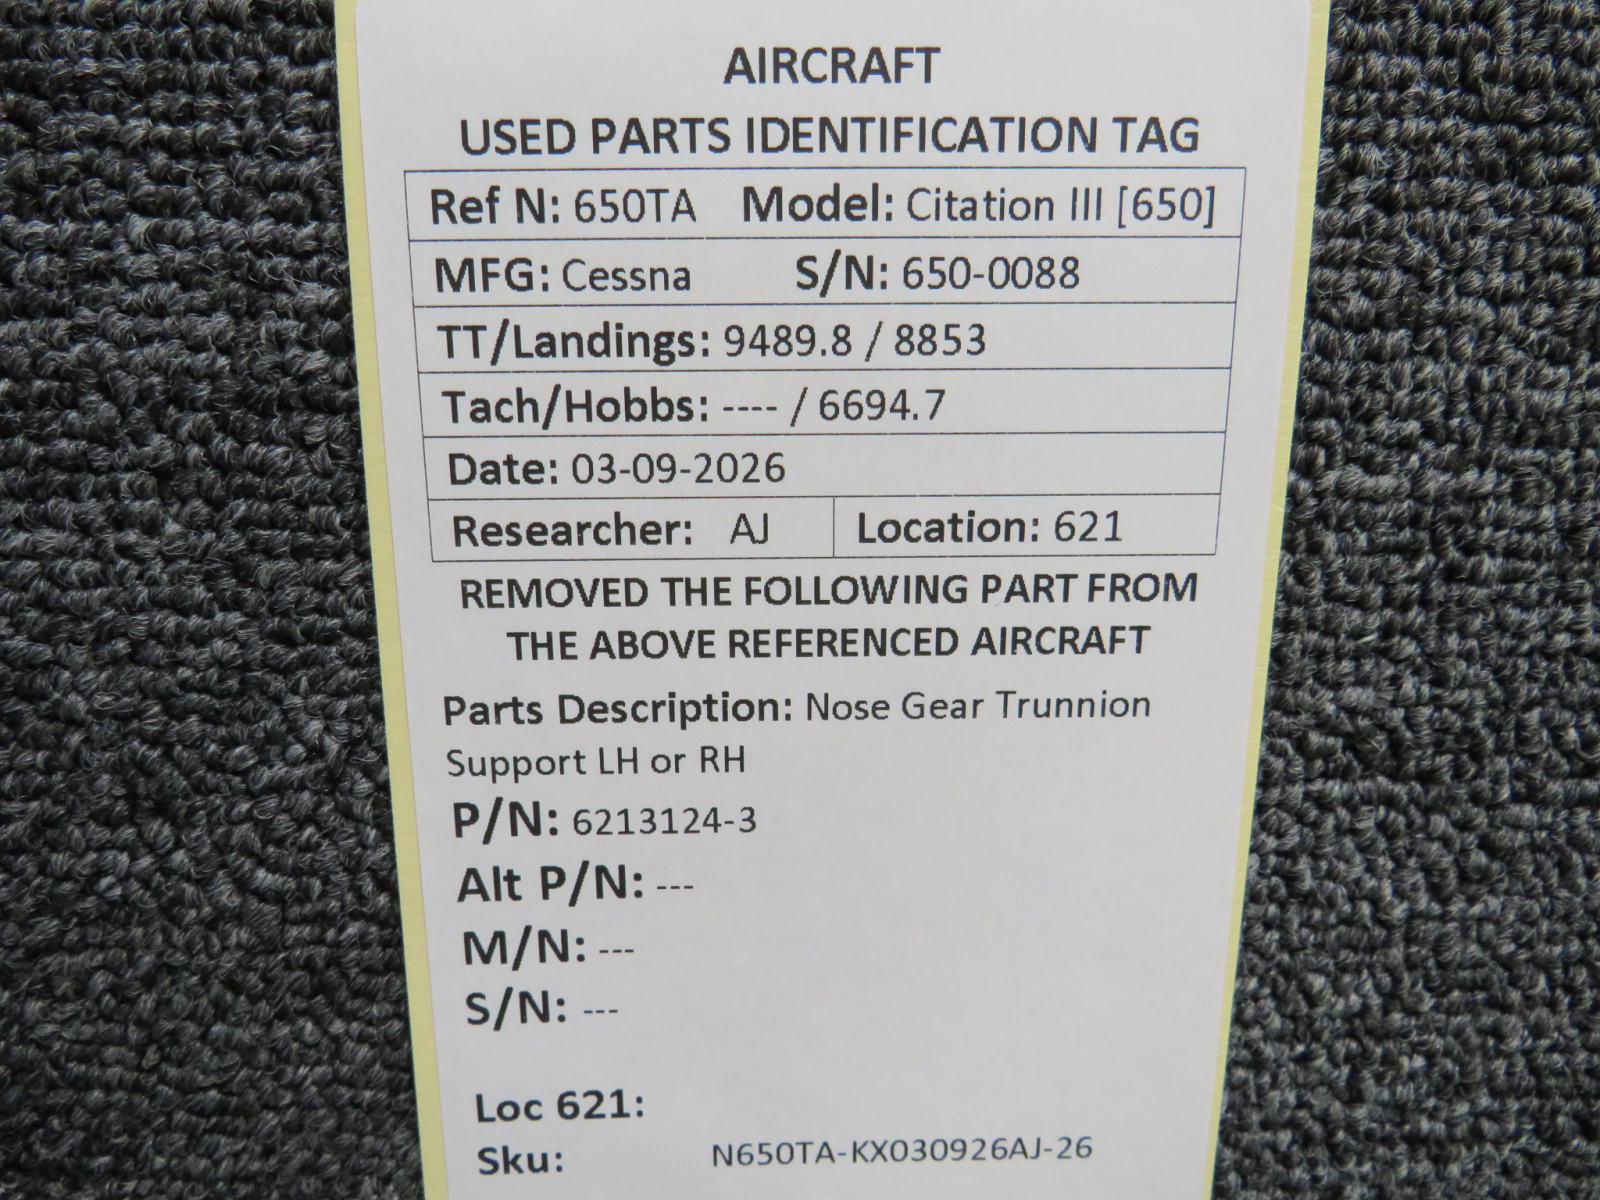 AIRCRAFT
USED PARTS IDENTIFICATION TAG
Ref N: 650TA Model: Citation III [650]
MFG: Cessna S/N: 650-0088
TT/Landings: 9489.8 / 8853
Tach/Hobbs: ---- / 6694.7
Date: 03-09-2026
Researcher: AJ Location: 621
REMOVED THE FOLLOWING PART FROM
THE ABOVE REFERENCED AIRCRAFT
Parts Description: Nose Gear Trunnion
Support LH or RH
P/N: 6213124-3
Alt P/N: ---
M/N: ---
S/N: ---
Loc 621:
Sku: N650TA-KX030926AJ-26